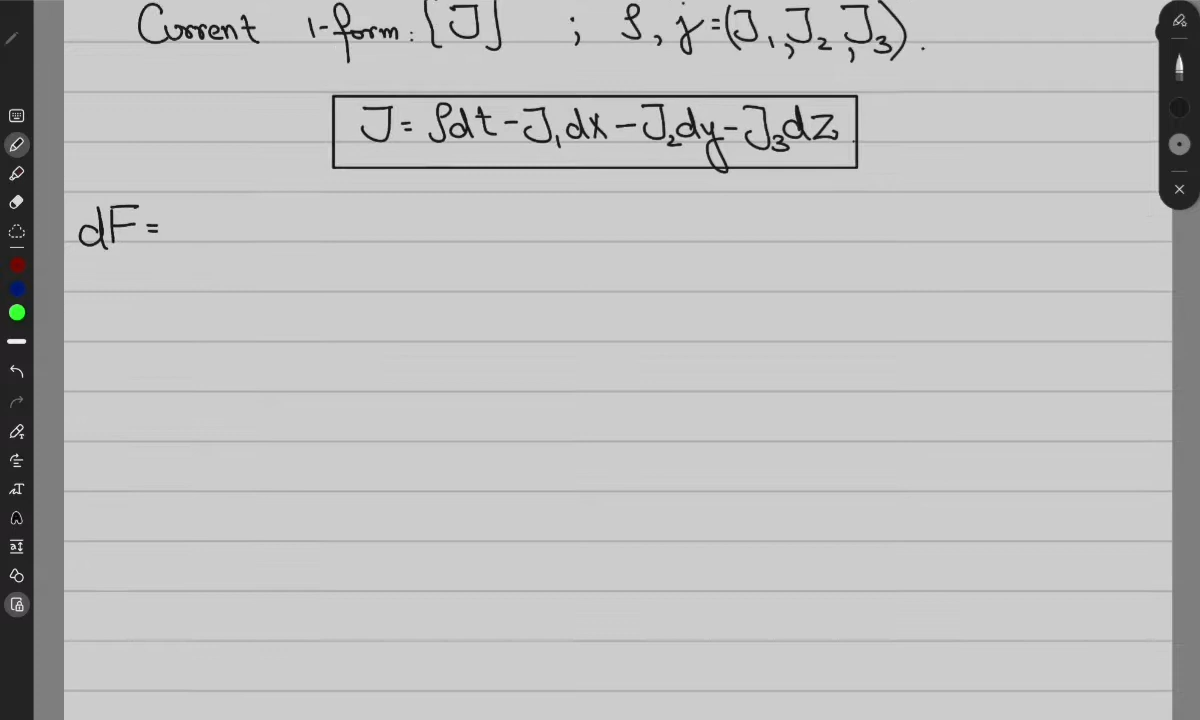 Current 1-form: [J] ; ρ, j=(J₁,J₂,J₃).
J = ρdt - J₁dx - J₂dy - J₃dz.
dF =